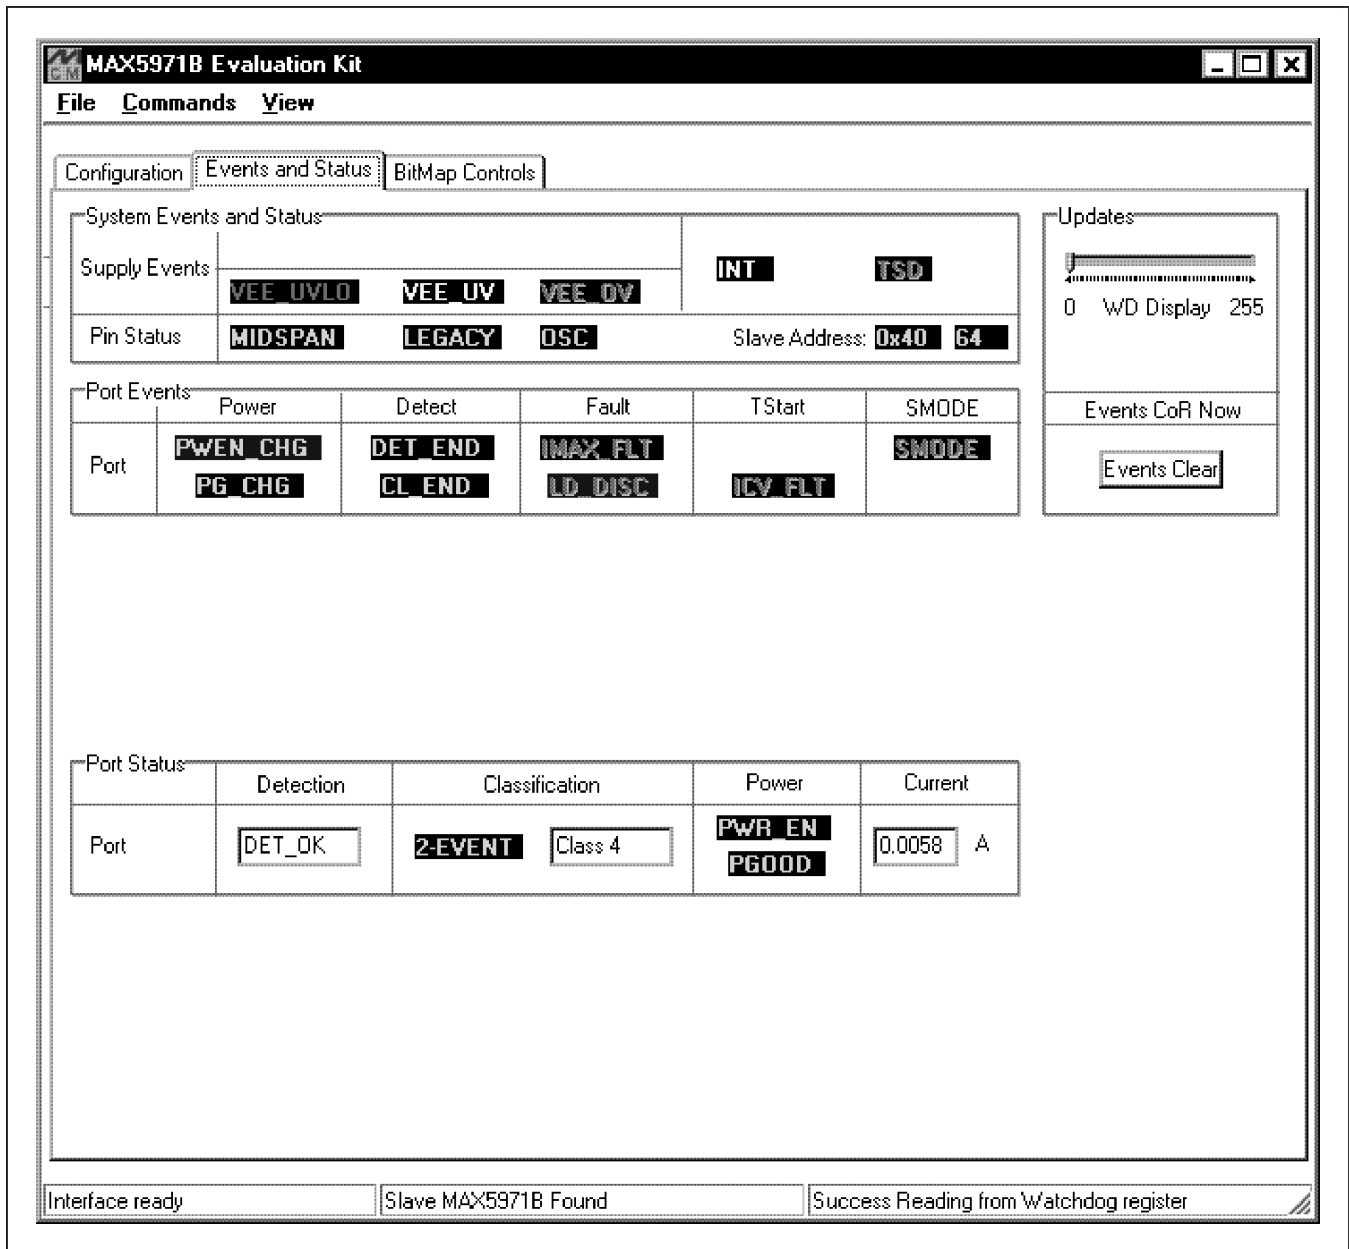 MAX5971B Evaluation Kit
File Commands View
Configuration Events and Status BitMap Controls
System Events and Status
Supply Events
VEE_UVLO VEE_UV VEE_OV
INT TSD
Pin Status MIDSPAN LEGACY OSC Slave Address: 0x40 64
Updates
0 WD Display 255
Events CoR Now
Events Clear
Port Events
Power Detect Fault TStart SMODE
Port
PWEN_CHG DET_END IMAX_FLT SMODE
PG_CHG CL_END LD_DISC ICV_FLT
Port Status
Detection Classification Power Current
Port DET_OK 2-EVENT Class 4 PWR_EN 0.0058 A
PGOOD
Interface ready Slave MAX5971B Found Success Reading from Watchdog register